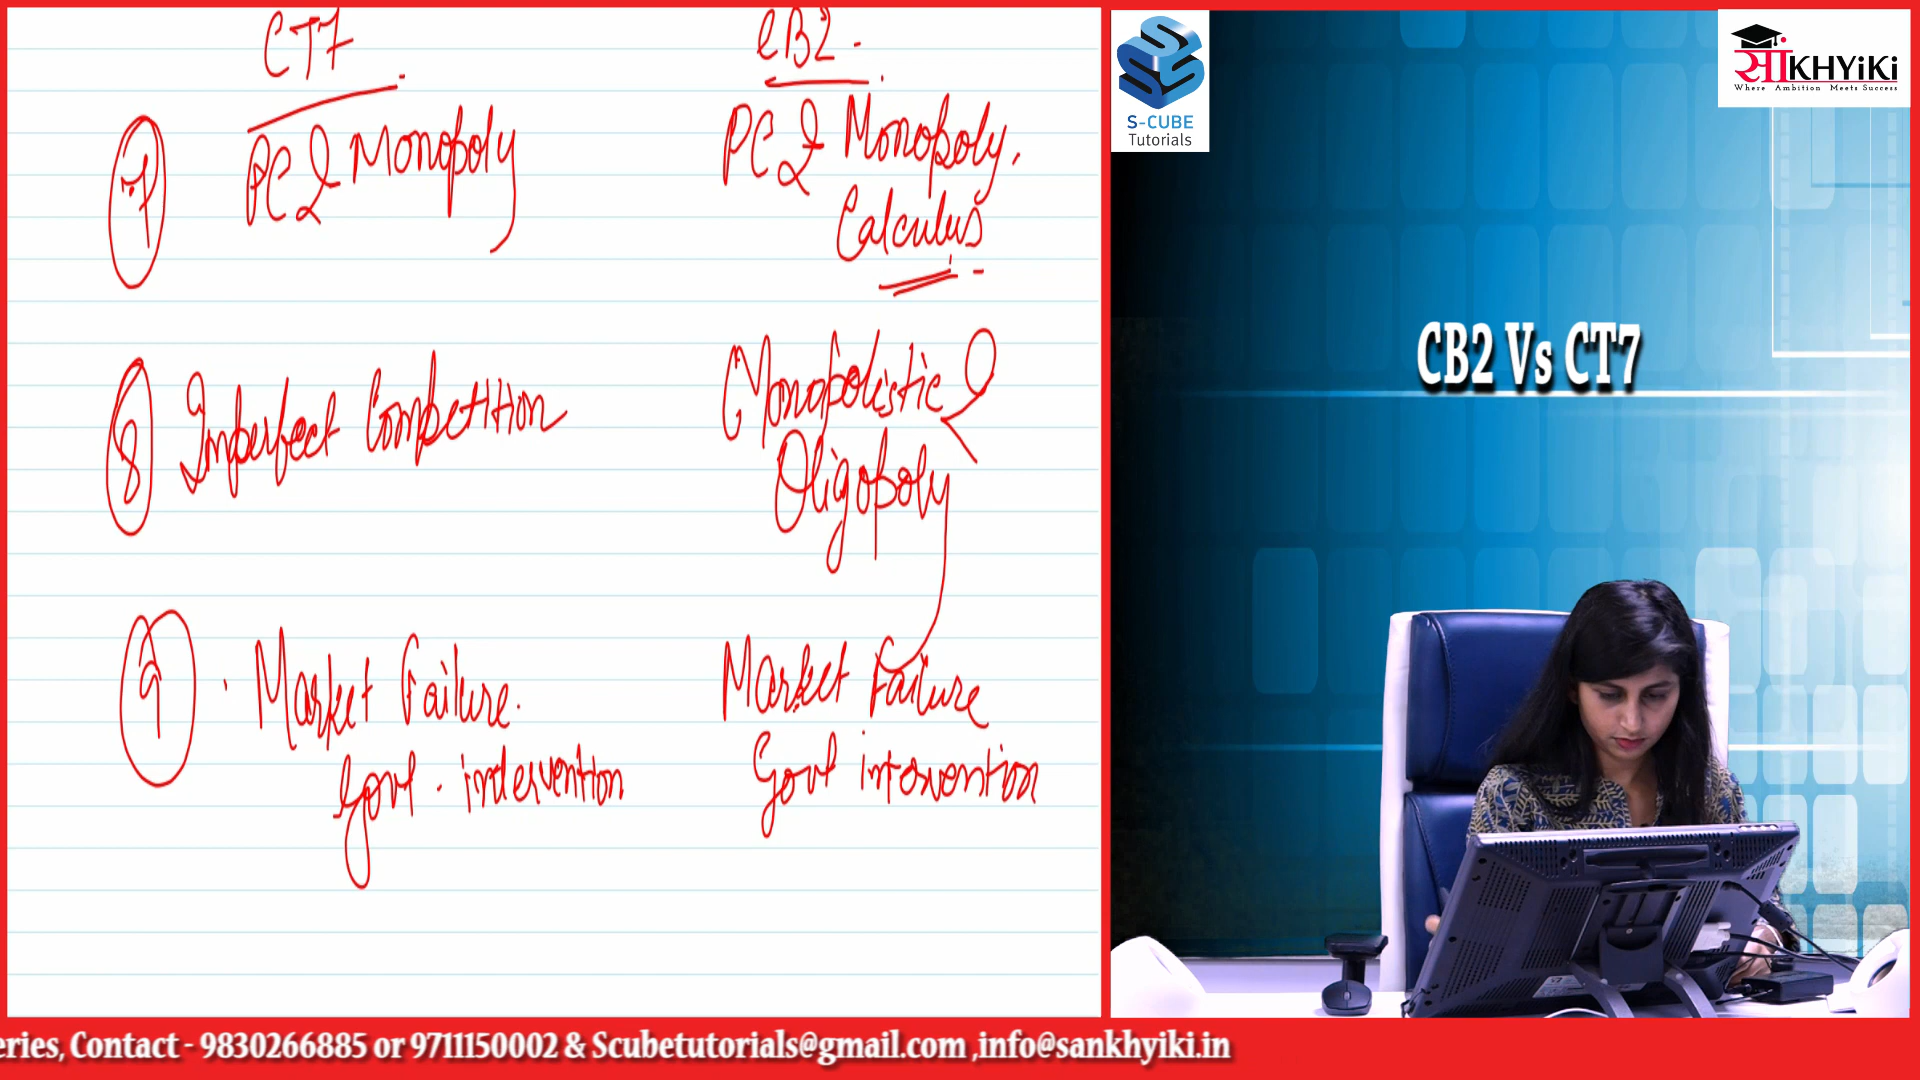 CT7
CB2.
7
PC & Monopoly
PC & Monopoly,
Calculus
8
Imperfect Competition
Monopolistic &
Oligopoly
9
Market Failure.
Govt. intervention
Market Failure
Govt intervention
S-CUBE
Tutorials
सांKHYiKi
Where Ambition Meets Success
CB2 Vs CT7
eries, Contact - 9830266885 or 9711150002 & Scubetutorials@gmail.com ,info@sankhyiki.in